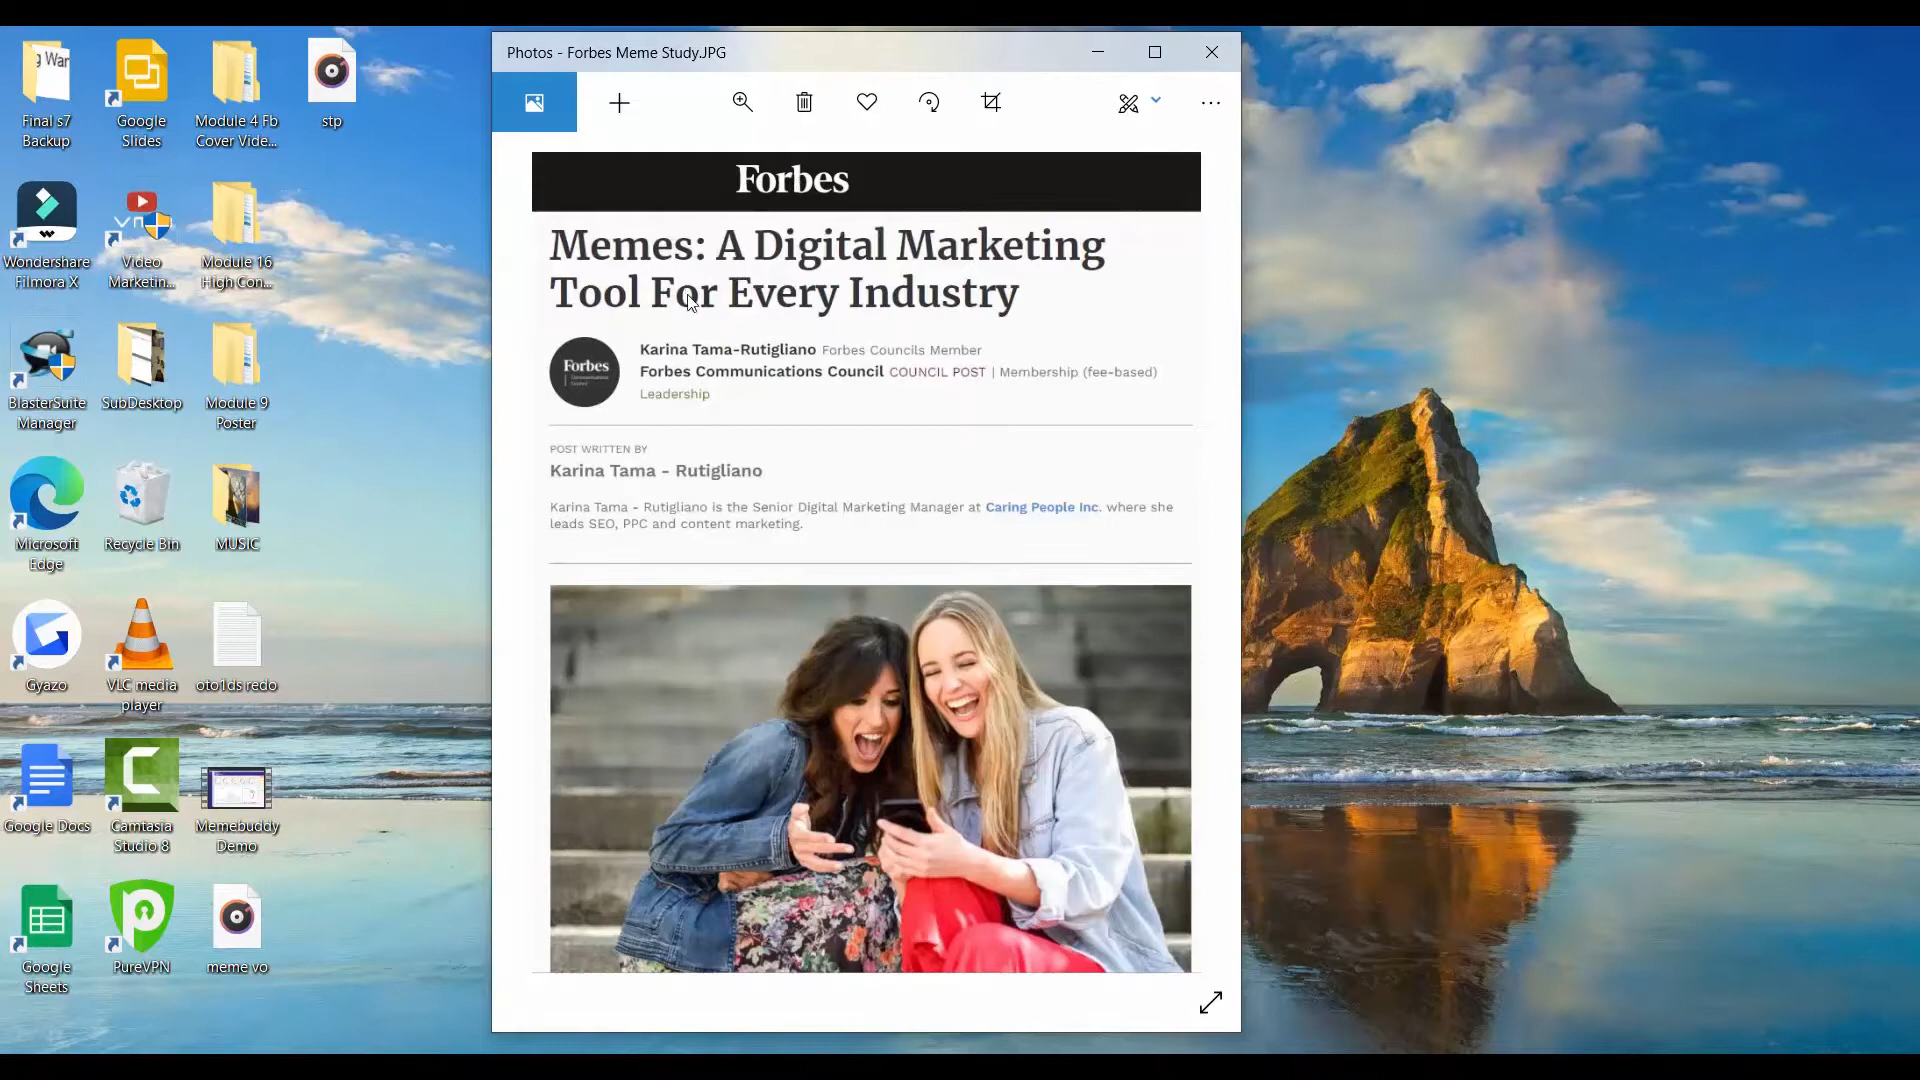 g War
Final s7
Backup
Google
Slides
Module 4 Fb
Cover Vide...
stp
Wondershare
Filmora X
Video
Marketin...
Module 16
High Con...
BlasterSuite
Manager
SubDesktop
Module 9
Poster
Microsoft
Edge
Recycle Bin
MUSIC
Gyazo
VLC media
player
oto1ds redo
Google Docs
Camtasia
Studio 8
Memebuddy
Demo
Google
Sheets
PureVPN
meme vo
Photos - Forbes Meme Study.JPG
Forbes
Memes: A Digital Marketing
Tool For Every Industry
Forbes
Karina Tama-Rutigliano Forbes Councils Member
Forbes Communications Council COUNCIL POST | Membership (fee-based)
Leadership
POST WRITTEN BY
Karina Tama - Rutigliano
Karina Tama - Rutigliano is the Senior Digital Marketing Manager at Caring People Inc. where she
leads SEO, PPC and content marketing.